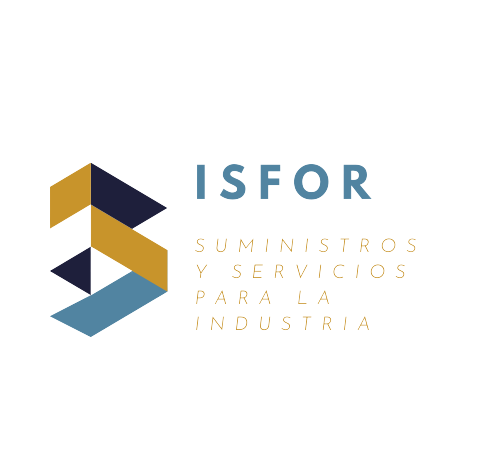 ISFOR
SUMINISTROS
Y SERVICIOS
PARA LA
INDUSTRIA